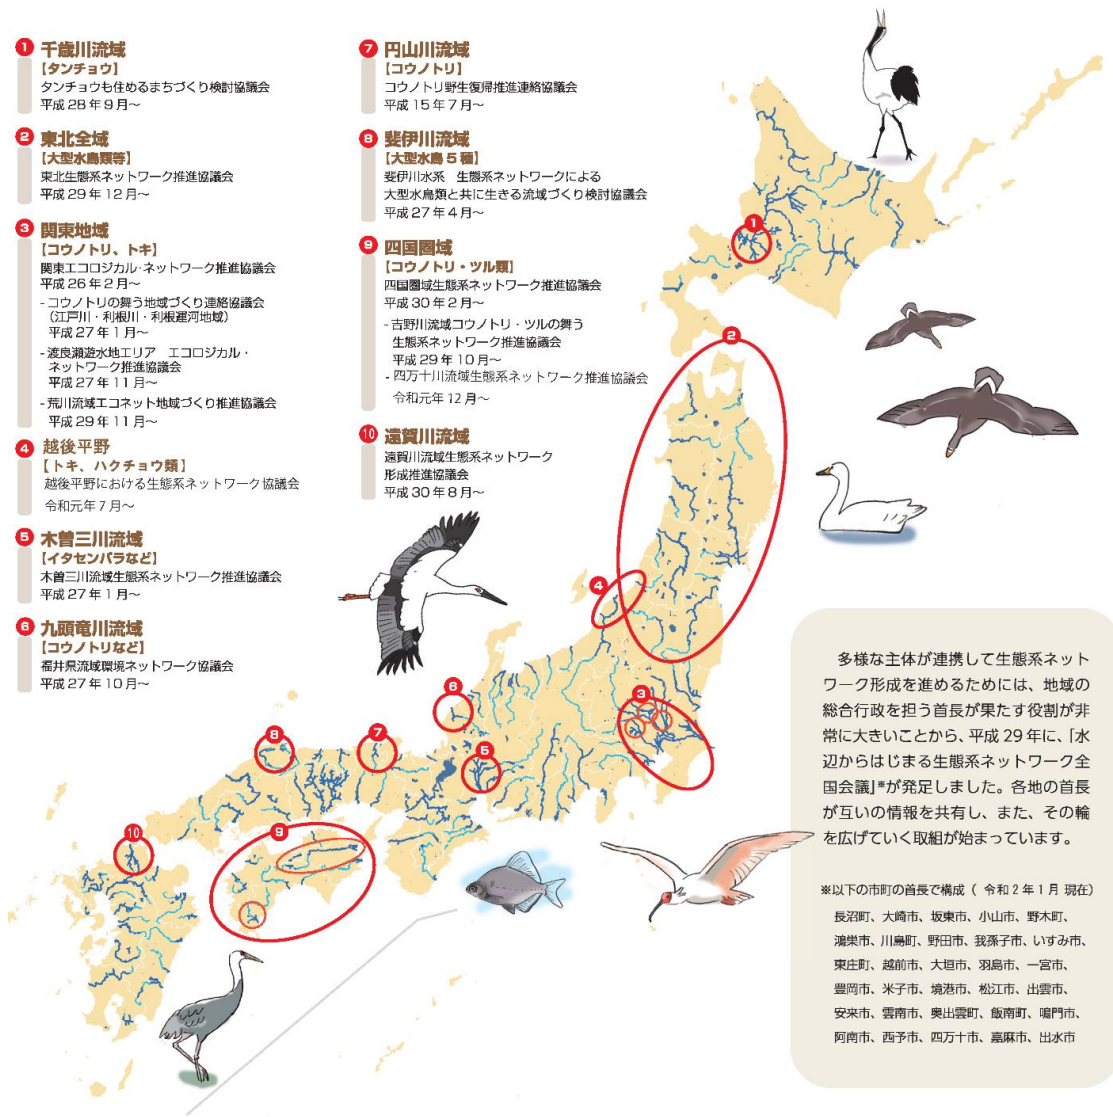 1 千歳川流域
【タンチョウ】
タンチョウも住めるまちづくり検討協議会
平成 28 年 9 月～
2 東北全域
【大型水鳥類等】
東北生態系ネットワーク推進協議会
平成 29 年 12 月～
3 関東地域
【コウノトリ、トキ】
関東エコロジカル・ネットワーク推進協議会
平成 26 年 2 月～
- コウノトリの舞う地域づくり連絡協議会
（江戸川・利根川・利根運河地域）
平成 27 年 1 月～
- 渡良瀬遊水地エリア　エコロジカル・
ネットワーク推進協議会
平成 27 年 11 月～
- 荒川流域エコネット地域づくり推進協議会
平成 29 年 11 月～
4 越後平野
【トキ、ハクチョウ類】
越後平野における生態系ネットワーク協議会
令和元年 7 月～
5 木曽三川流域
【イタセンパラなど】
木曽三川流域生態系ネットワーク推進協議会
平成 27 年 1 月～
6 九頭竜川流域
【コウノトリなど】
福井県流域環境ネットワーク協議会
平成 27 年 10 月～
7 円山川流域
【コウノトリ】
コウノトリ野生復帰推進連絡協議会
平成 15 年 7 月～
8 斐伊川流域
【大型水鳥 5 種】
斐伊川水系　生態系ネットワークによる
大型水鳥類と共に生きる流域づくり検討協議会
平成 27 年 4 月～
9 四国圏域
【コウノトリ・ツル類】
四国圏域生態系ネットワーク推進協議会
平成 30 年 2 月～
- 吉野川流域コウノトリ・ツルの舞う
生態系ネットワーク推進協議会
平成 29 年 10 月～
- 四万十川流域生態系ネットワーク推進協議会
令和元年 12 月～
10 遠賀川流域
遠賀川流域生態系ネットワーク
形成推進協議会
平成 30 年 8 月～
1
2
4
3
6
5
7
8
9
10
多様な主体が連携して生態系ネット
ワーク形成を進めるためには、地域の
総合行政を担う首長が果たす役割が非
常に大きいことから、平成 29 年に、「水
辺からはじまる生態系ネットワーク全
国会議」※が発足しました。各地の首長
が互いの情報を共有し、また、その輪
を広げていく取組が始まっています。
※以下の市町の首長で構成（ 令和 2 年 1 月 現在）
長沼町、大崎市、坂東市、小山市、野木町、
鴻巣市、川島町、野田市、我孫子市、いすみ市、
東庄町、越前市、大垣市、羽島市、一宮市、
豊岡市、米子市、境港市、松江市、出雲市、
安来市、雲南市、奥出雲町、飯南町、鳴門市、
阿南市、西予市、四万十市、嘉麻市、出水市